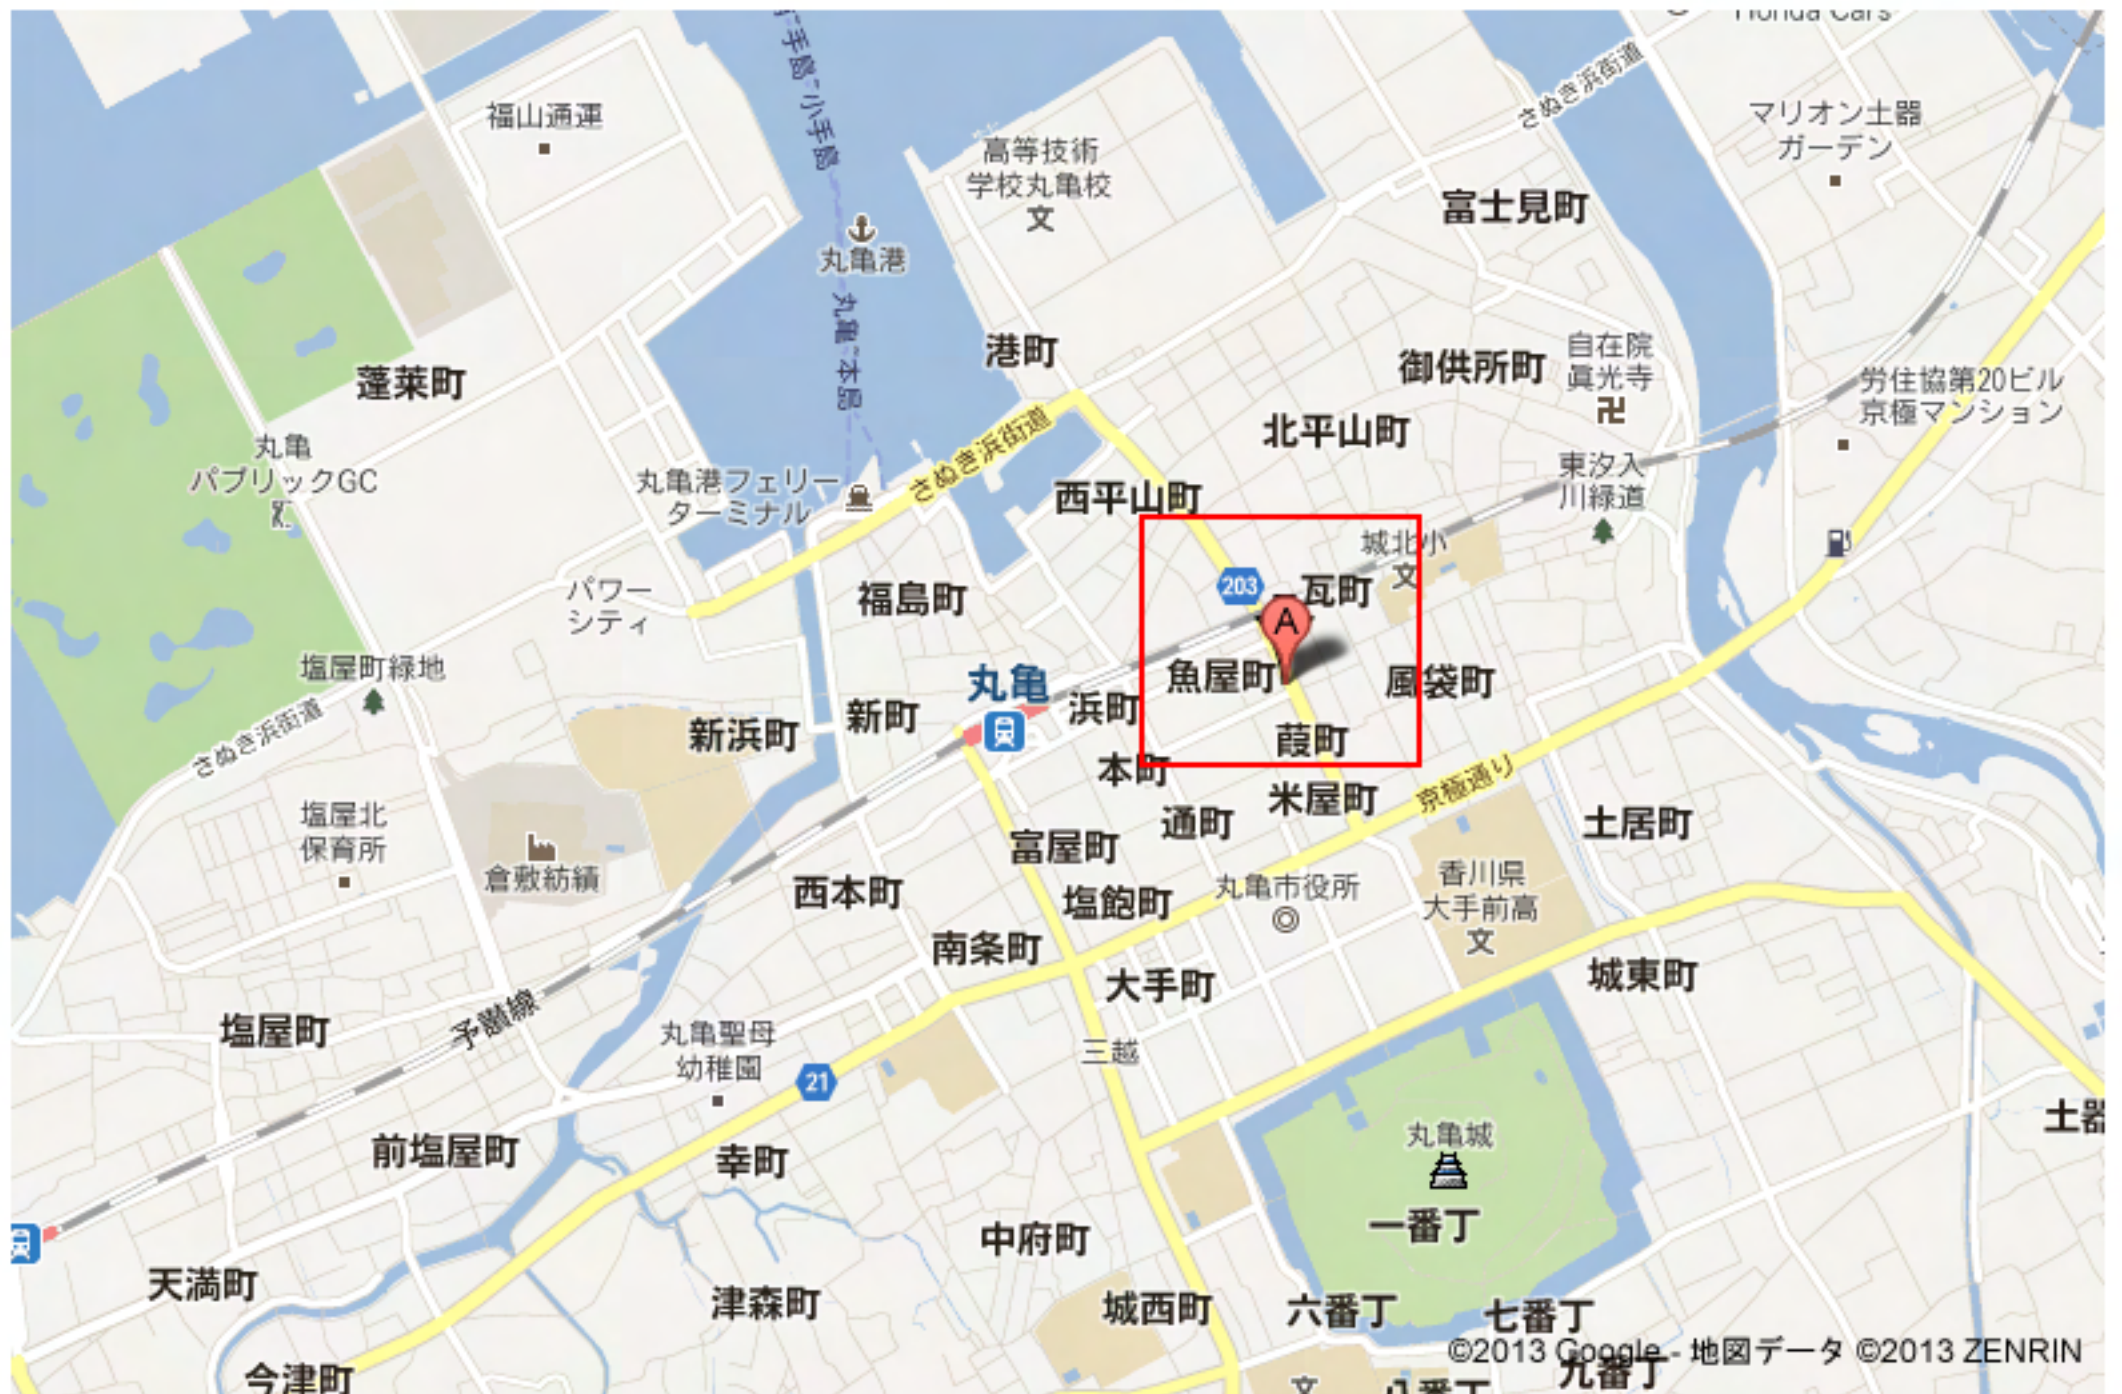 Honda Cars
さぬき浜街道
福山通運
マリオン土器
ガーデン
高等技術
学校丸亀校
文
富士見町
丸亀港
丸亀-本島
港町
自在院
眞光寺
御供所町
蓬莱町
労住協第20ビル
京極マンション
北平山町
丸亀
パブリックGC
さぬき浜街道
東汐入
川緑道
丸亀港フェリー
ターミナル
西平山町
城北小
文
パワー
シティ
福島町
203
瓦町
A
塩屋町緑地
丸亀
魚屋町
風袋町
浜町
新町
新浜町
さぬき浜街道
葭町
本町
京極通り
米屋町
通町
土居町
塩屋北
保育所
富屋町
倉敷紡績
西本町
塩飽町
丸亀市役所
香川県
大手前高
文
南条町
大手町
城東町
塩屋町
予讃線
丸亀聖母
幼稚園
三越
21
土器
丸亀城
前塩屋町
幸町
一番丁
中府町
天満町
津森町
城西町
六番丁
七番丁
©2013 Google - 地図データ ©2013 ZENRIN
九番丁
今津町
文
八番丁